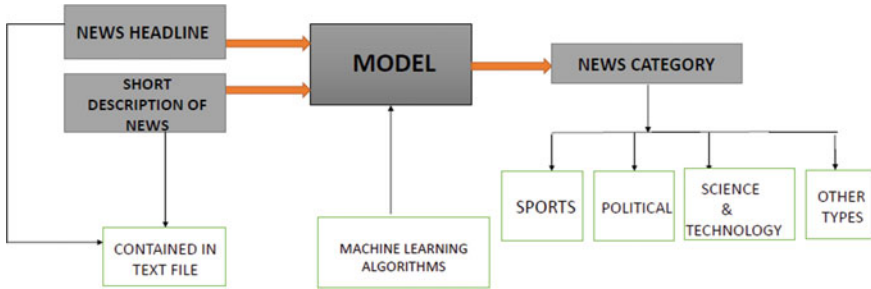 NEWS HEADLINE
SHORT
DESCRIPTION OF
NEWS
MODEL
NEWS CATEGORY
SPORTS
POLITICAL
SCIENCE
&
TECHNOLOGY
OTHER
TYPES
CONTAINED IN
TEXT FILE
MACHINE LEARNING
ALGORITHMS